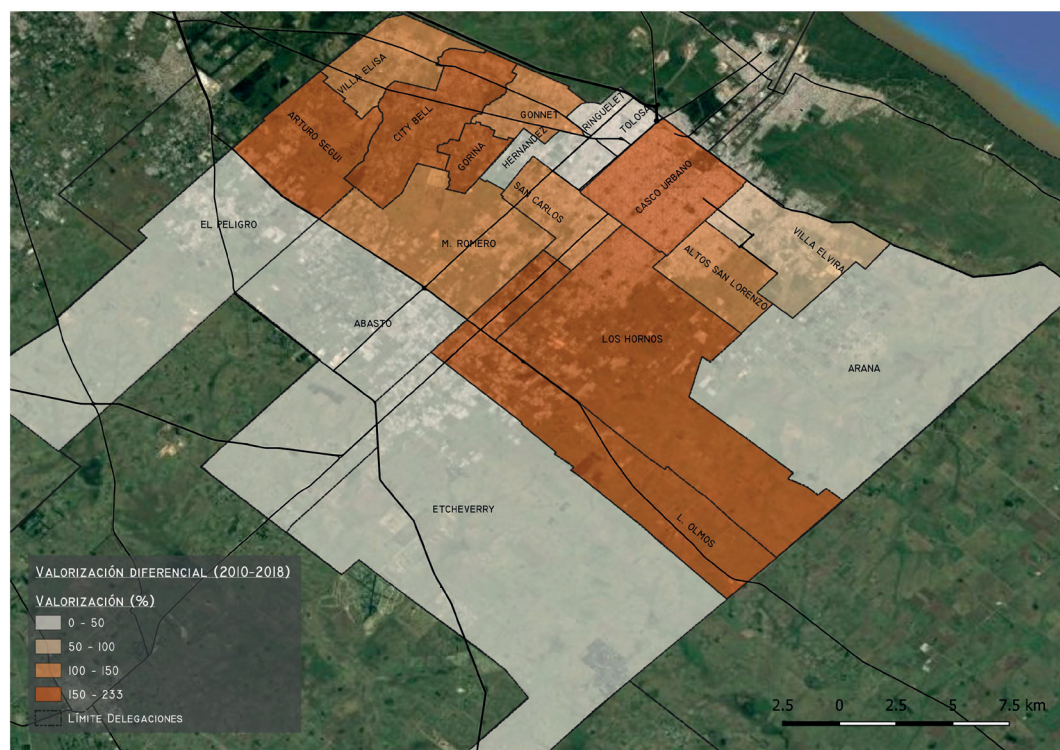 VILLA ELISA
ARTURO SEGUI
CITY BELL
GORINA
GONNET
HERNANDEZ
RINGUELET
TOLOSA
CASCO URBANO
SAN CARLOS
M. ROMERO
EL PELIGRO
ABASTO
ALTOS SAN LORENZO
VILLA ELVIRA
LOS HORNOS
ARANA
ETCHEVERRY
L. OLMOS
VALORIZACIÓN DIFERENCIAL (2010-2018)
VALORIZACIÓN (%)
0 - 50
50 - 100
100 - 150
150 - 233
LÍMITE DELEGACIONES
2.5 0 2.5 5 7.5 km